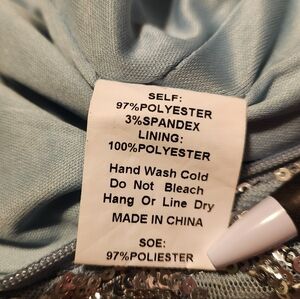 SELF:
97%POLYESTER
3%SPANDEX
LINING:
100%POLYESTER
Hand Wash Cold
Do Not Bleach
Hang Or Line Dry
MADE IN CHINA
SOE:
97%POLIESTER